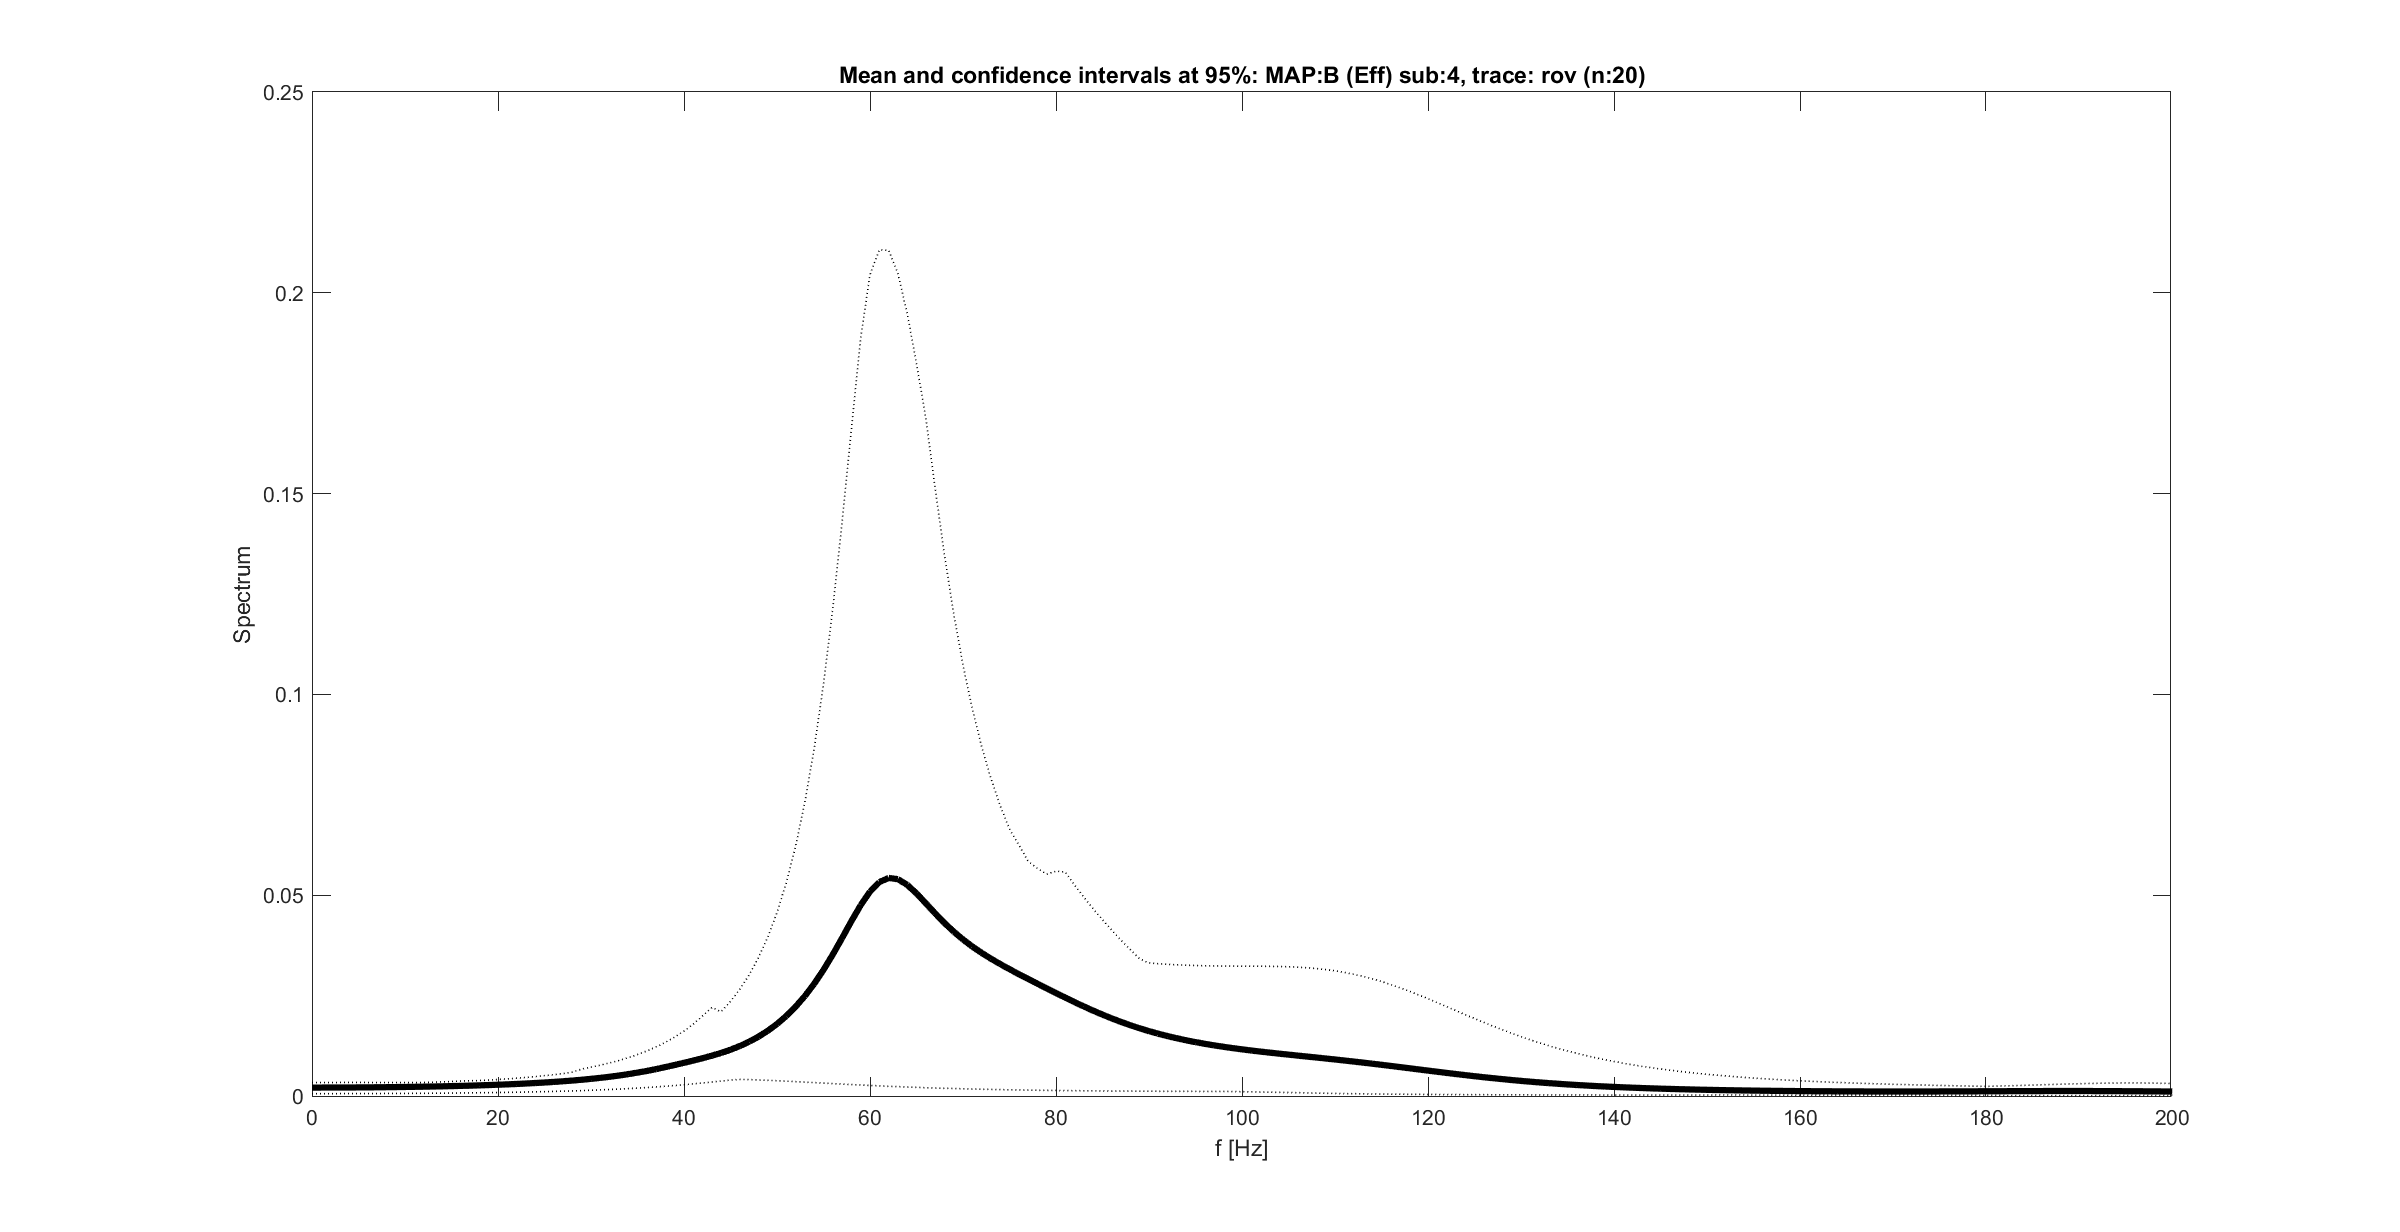 Mean and confidence intervals at 95%: MAP:B (Eff) sub:4, trace: rov (n:20)
0.25
0.2
0.15
0.1
0.05
0
Spectrum
0 20 40 60 80 100 120 140 160 180 200
f [Hz]